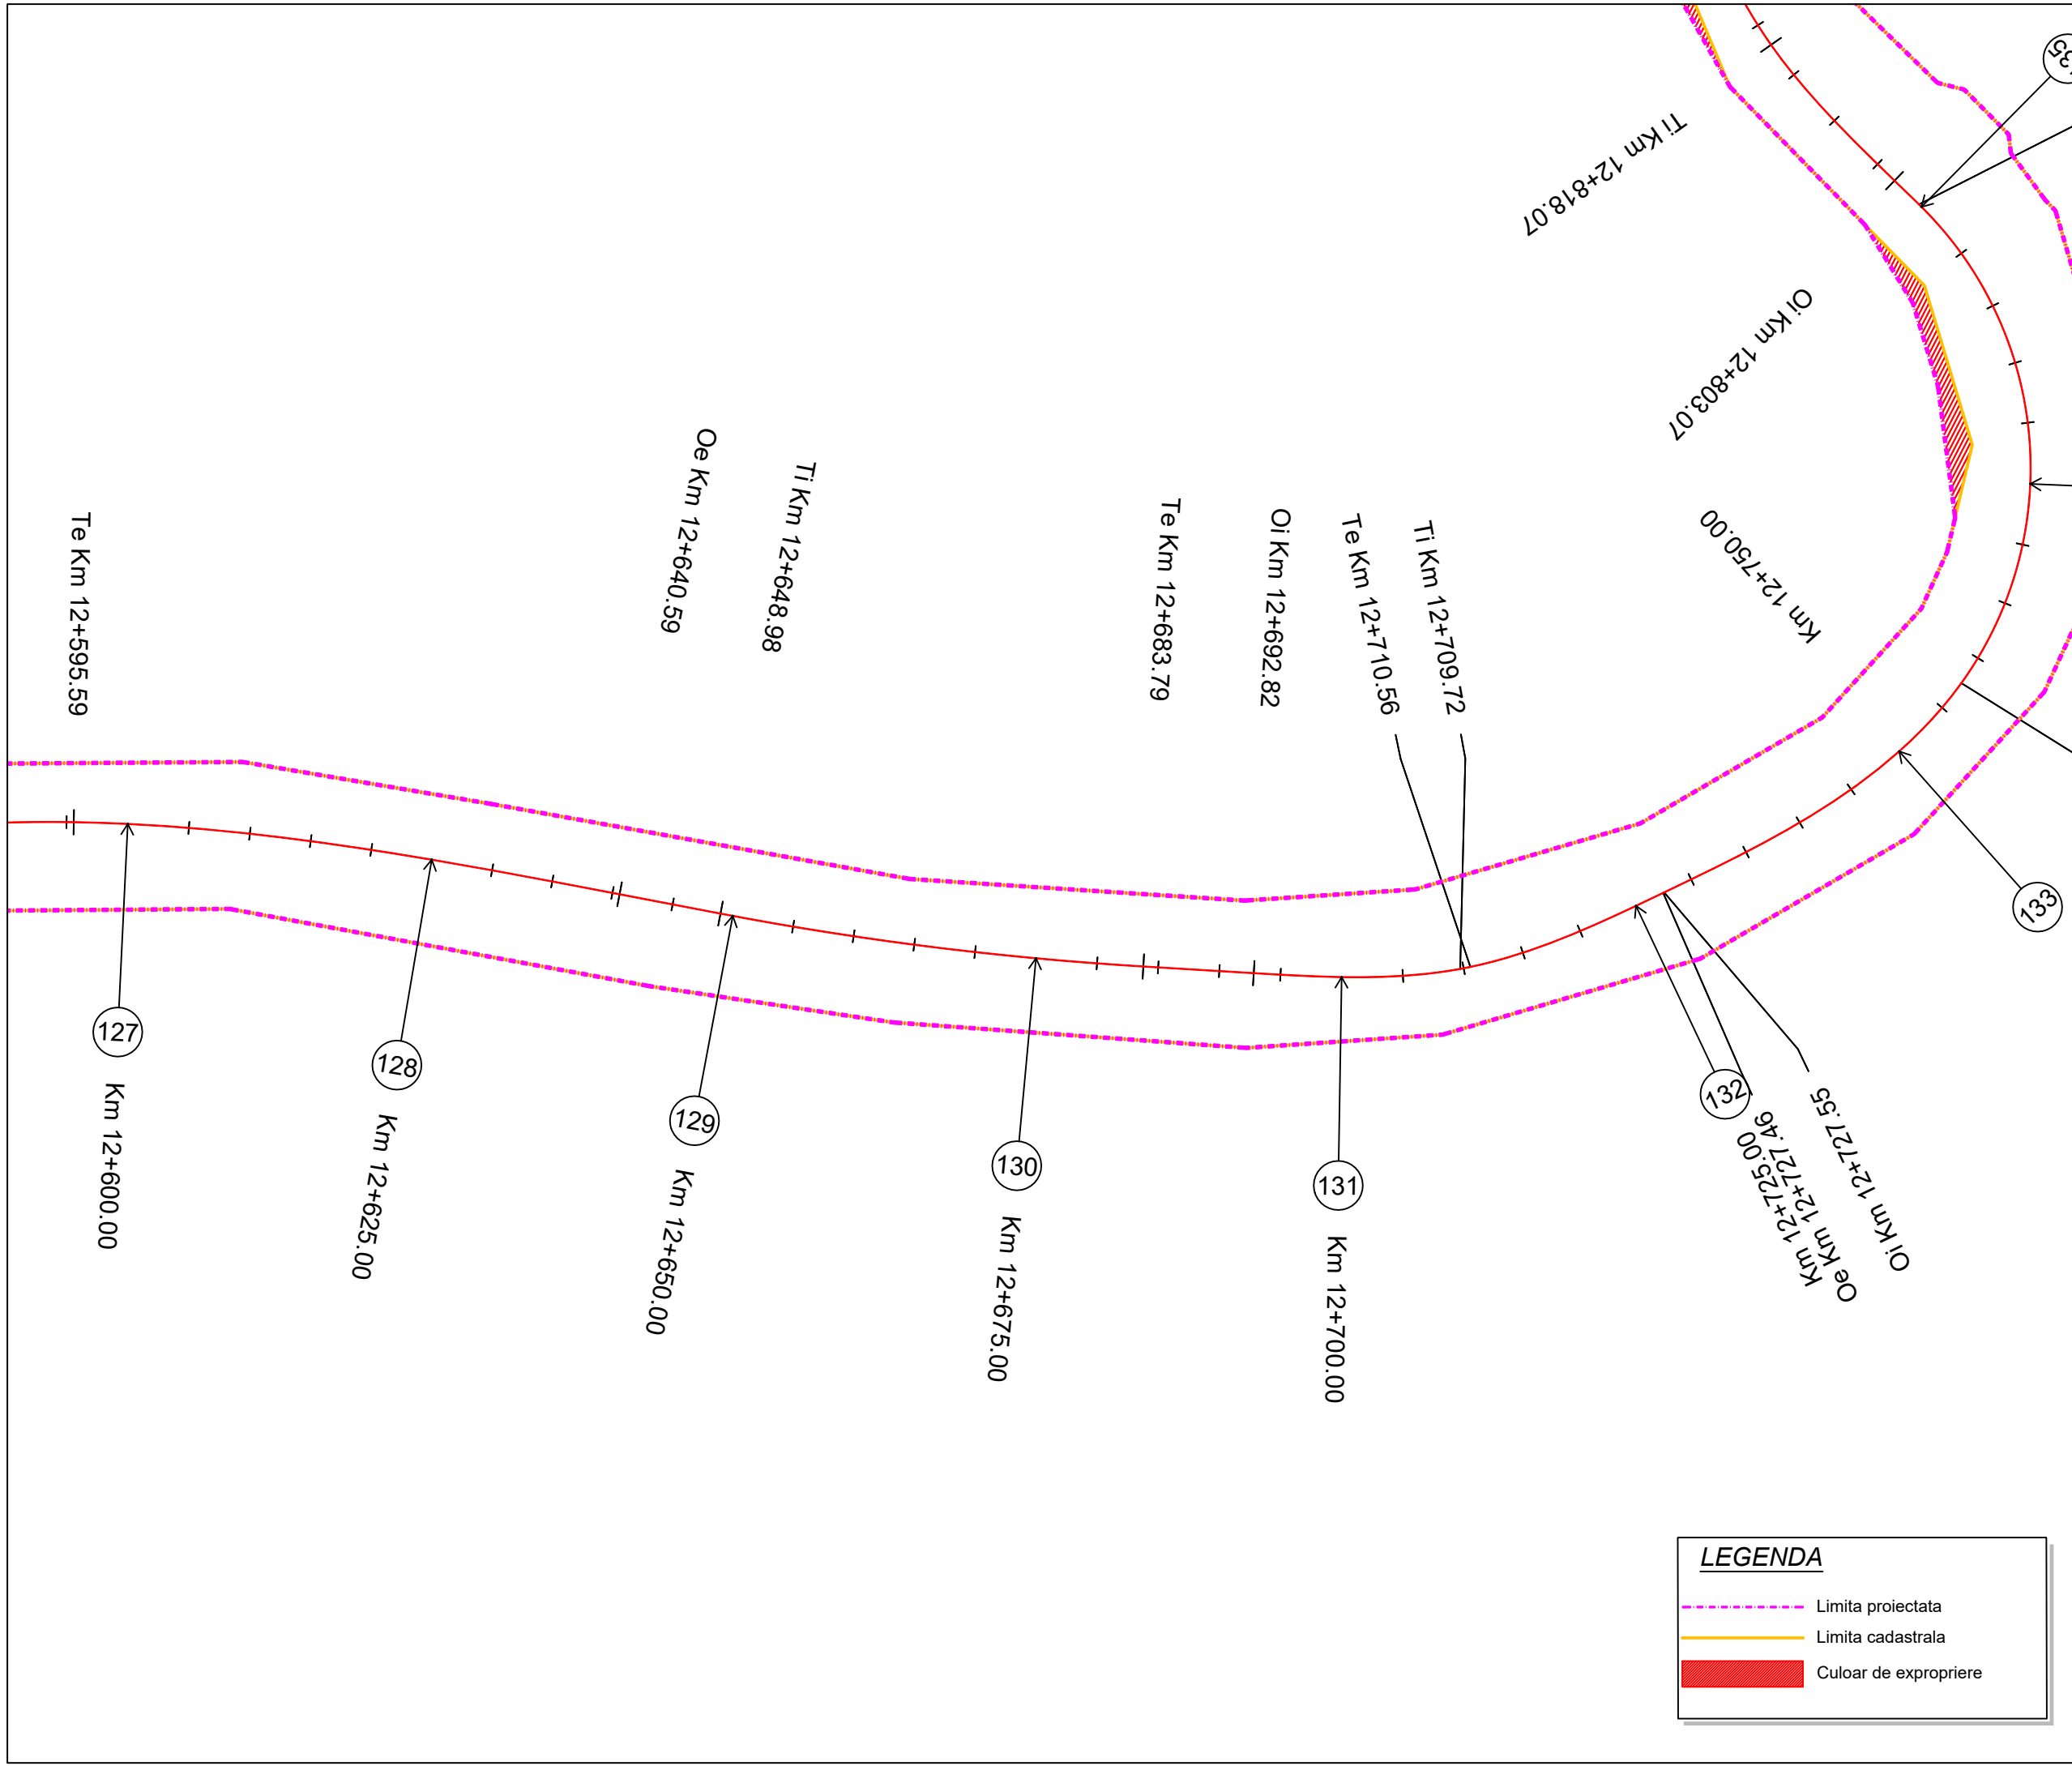 Ti Km 12+818.07
Oi Km 12+803.07
Km 12+750.00
Te Km 12+595.59
Oe Km 12+640.59
Ti Km 12+648.98
Te Km 12+683.79
Oi Km 12+692.82
Te Km 12+710.56
Ti Km 12+709.72
133
127
Km 12+600.00
128
Km 12+625.00
129
Km 12+650.00
130
Km 12+675.00
131
Km 12+700.00
132
Km 12+725.00
Oe Km 12+727.46
Oi Km 12+727.55
LEGENDA
Limita proiectata
Limita cadastrala
Culoar de expropriere